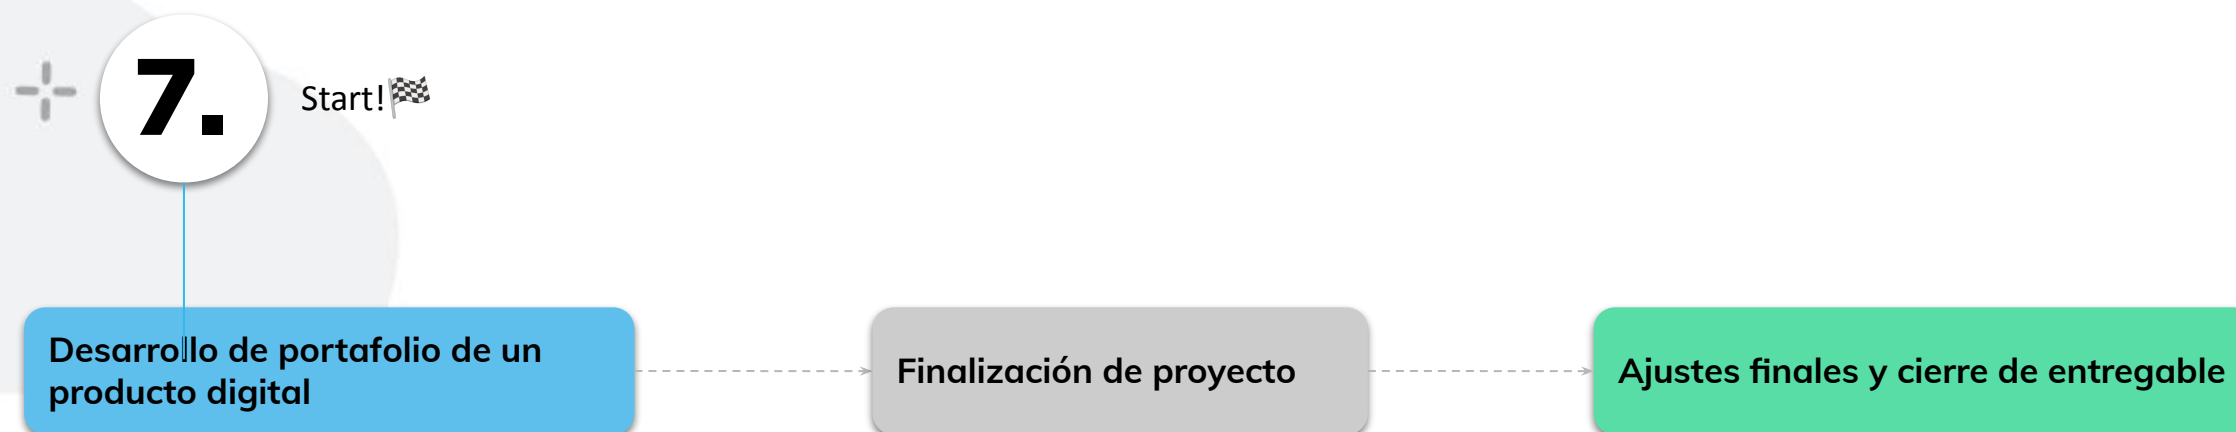 7.
Start!🏁
Desarrollo de portafolio de un
producto digital
Finalización de proyecto
Ajustes finales y cierre de entregable